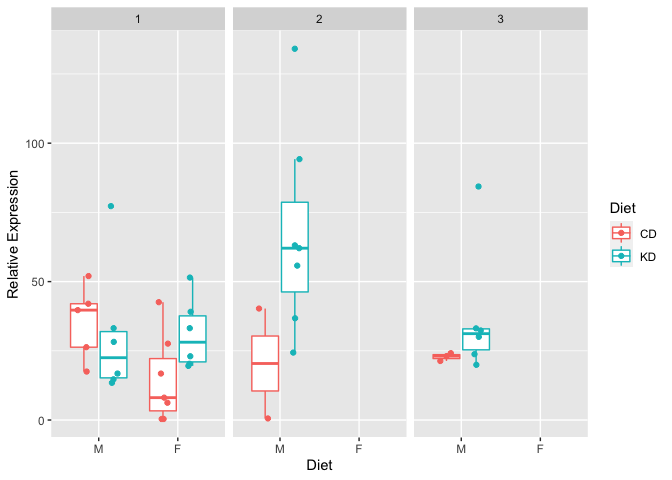 1 2 3
100
50
0
Relative Expression
M F M F M F
Diet
Diet
CD
KD